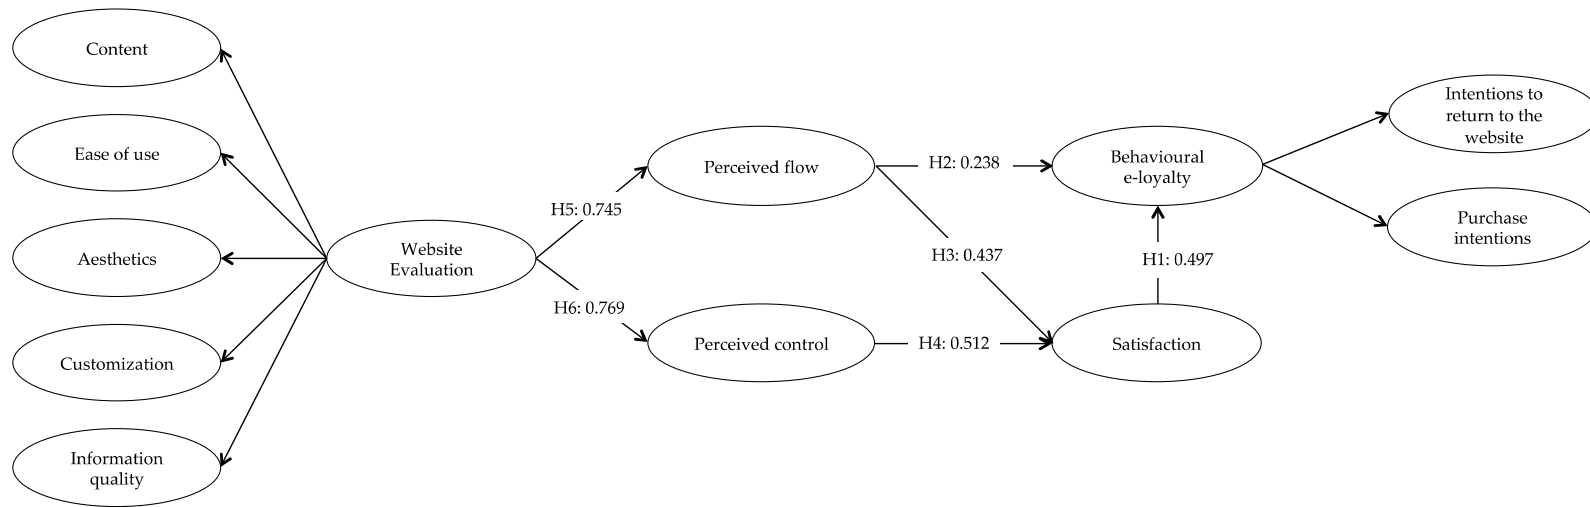 Content
Ease of use
Aesthetics
Customization
Information
quality
Website
Evaluation
H5: 0.745
H6: 0.769
Perceived flow
Perceived control
H2: 0.238
H3: 0.437
H4: 0.512
Behavioural
e-loyalty
H1: 0.497
Satisfaction
Intentions to
return to the
website
Purchase
intentions